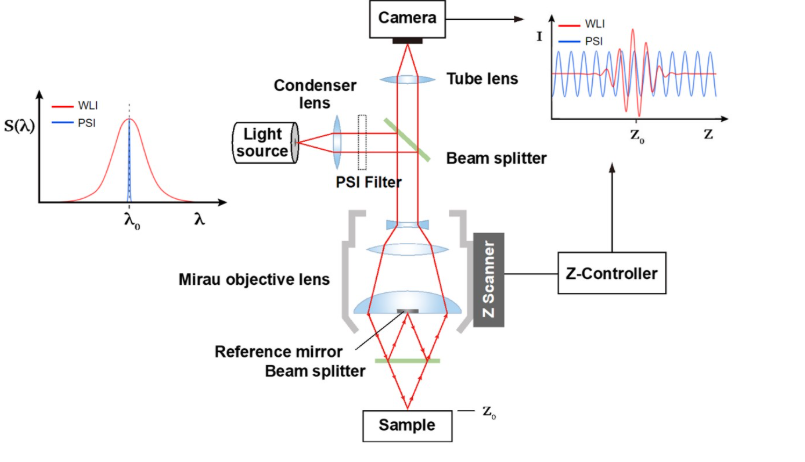 Camera
I
WLI
PSI
Z₀
Z
Tube lens
Condenser
lens
WLI
PSI
S(λ)
λ₀
λ
Light
source
Beam splitter
PSI Filter
Mirau objective lens
Z Scanner
Z-Controller
Reference mirror
Beam splitter
Sample
Z₀